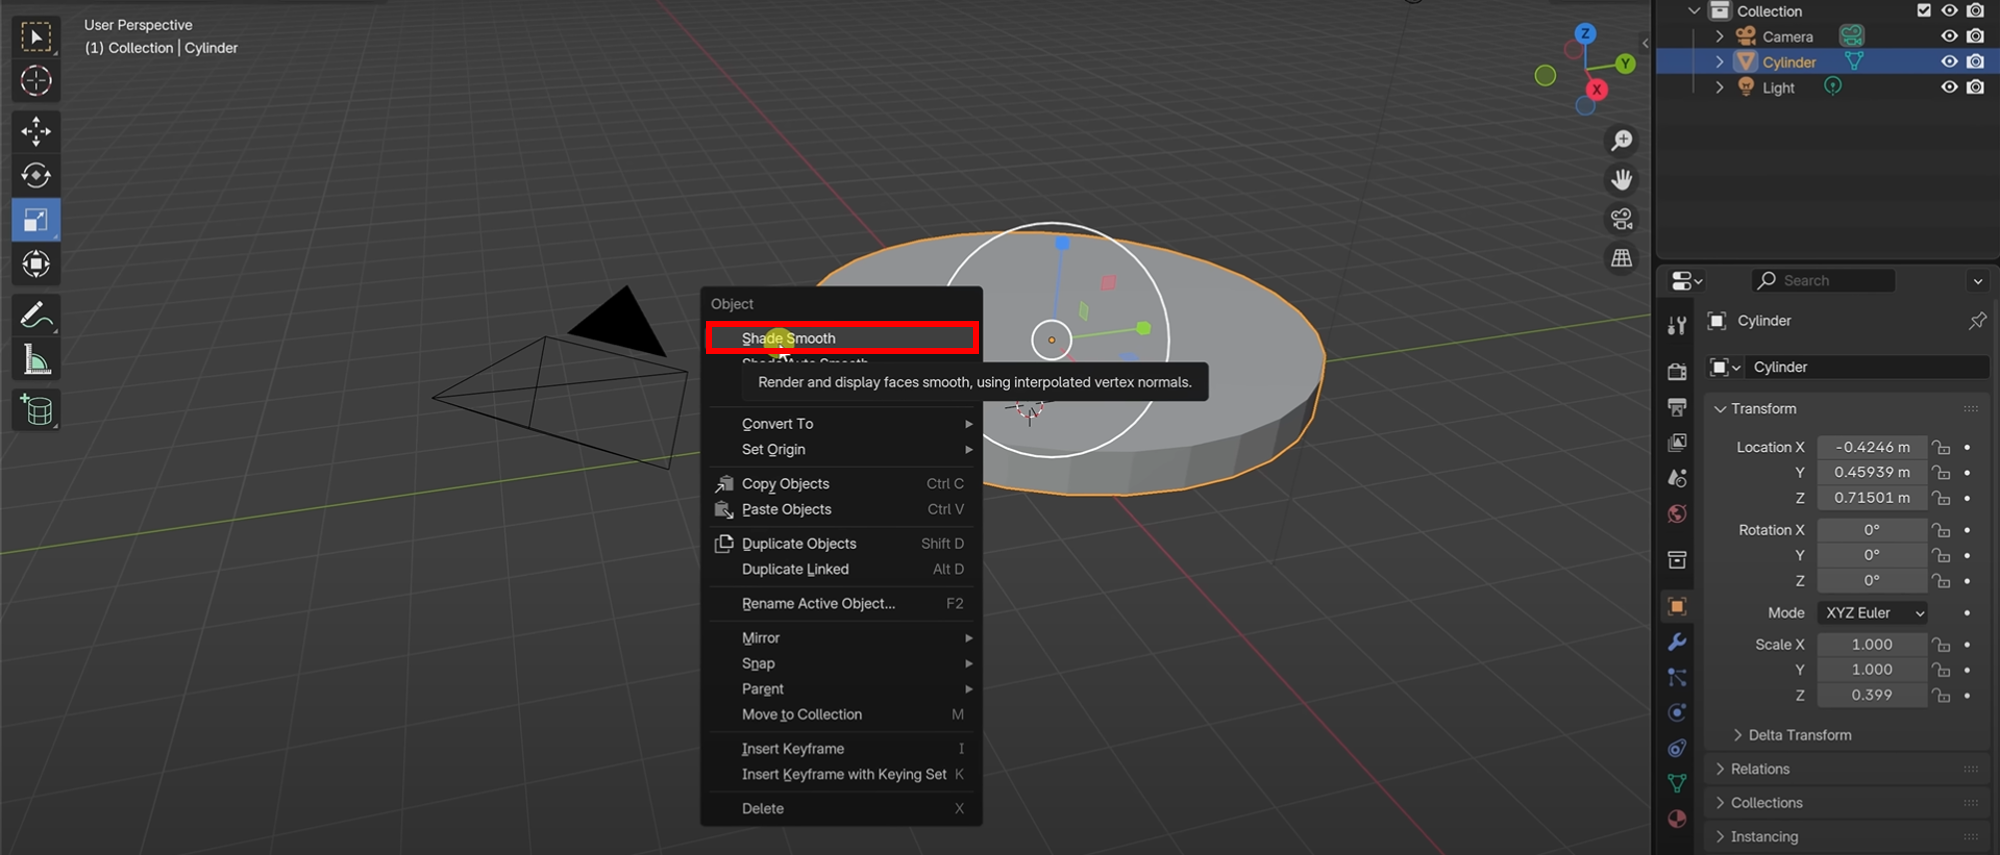 User Perspective
(1) Collection | Cylinder
Z
Y
X
Object
Shade Smooth
Shade Auto Smooth
Render and display faces smooth, using interpolated vertex normals.
Convert To
Set Origin
Copy Objects Ctrl C
Paste Objects Ctrl V
Duplicate Objects Shift D
Duplicate Linked Alt D
Rename Active Object... F2
Mirror
Snap
Parent
Move to Collection M
Insert Keyframe I
Insert Keyframe with Keying Set K
Delete X
Collection
Camera
Cylinder
Light
Search
Cylinder
Cylinder
Transform
Location X -0.4246 m
Y 0.45939 m
Z 0.71501 m
Rotation X 0°
Y 0°
Z 0°
Mode XYZ Euler
Scale X 1.000
Y 1.000
Z 0.399
Delta Transform
Relations
Collections
Instancing